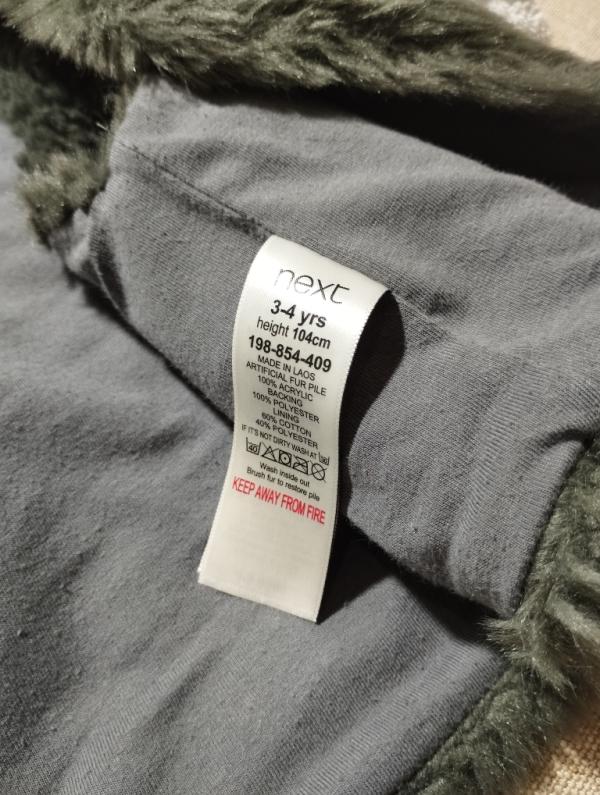 next
3-4 yrs
height 104cm
198-854-409
MADE IN LAOS
ARTIFICIAL FUR PILE
100% ACRYLIC
BACKING
100% POLYESTER
LINING
60% COTTON
40% POLYESTER
IF IT'S NOT DIRTY WASH AT 30
40
Wash inside out
Brush fur to restore pile
KEEP AWAY FROM FIRE